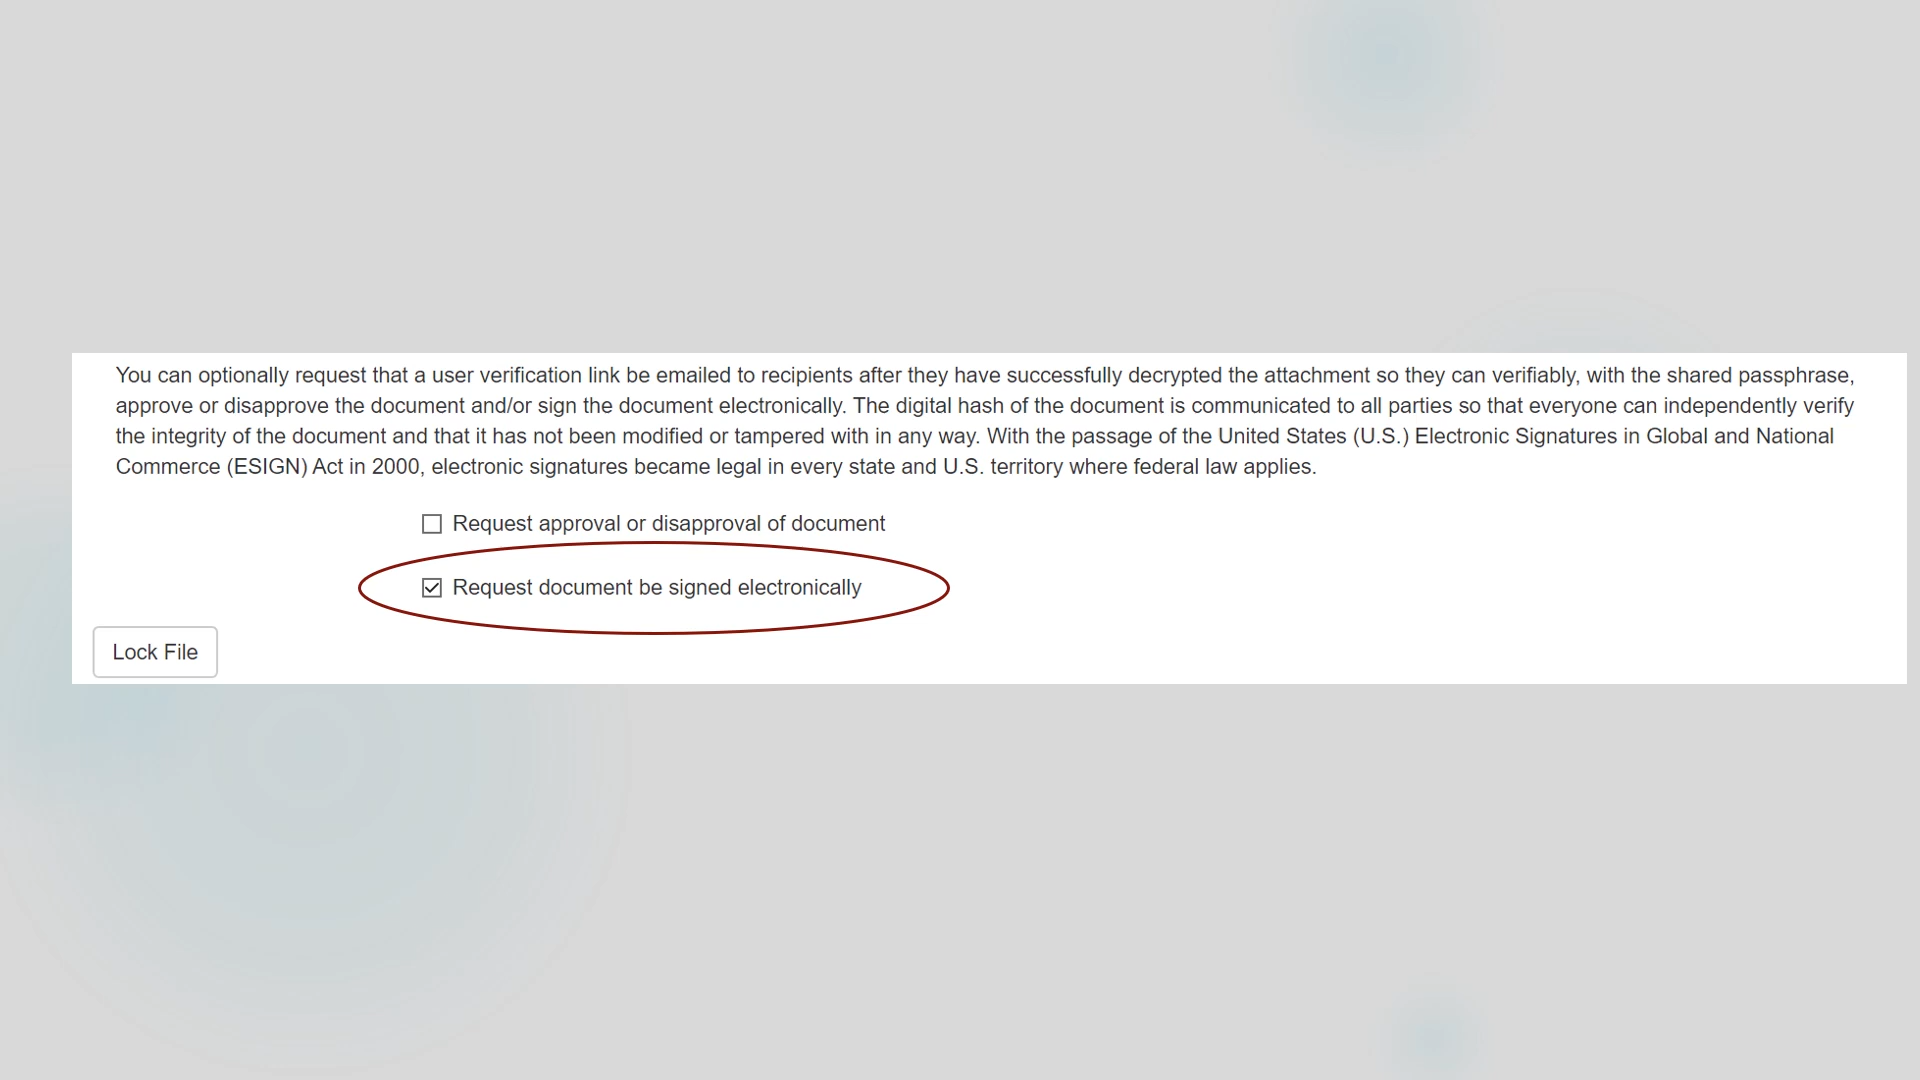 You can optionally request that a user verification link be emailed to recipients after they have successfully decrypted the attachment so they can verifiably, with the shared passphrase,
approve or disapprove the document and/or sign the document electronically. The digital hash of the document is communicated to all parties so that everyone can independently verify
the integrity of the document and that it has not been modified or tampered with in any way. With the passage of the United States (U.S.) Electronic Signatures in Global and National
Commerce (ESIGN) Act in 2000, electronic signatures became legal in every state and U.S. territory where federal law applies.
Request approval or disapproval of document
Request document be signed electronically
Lock File